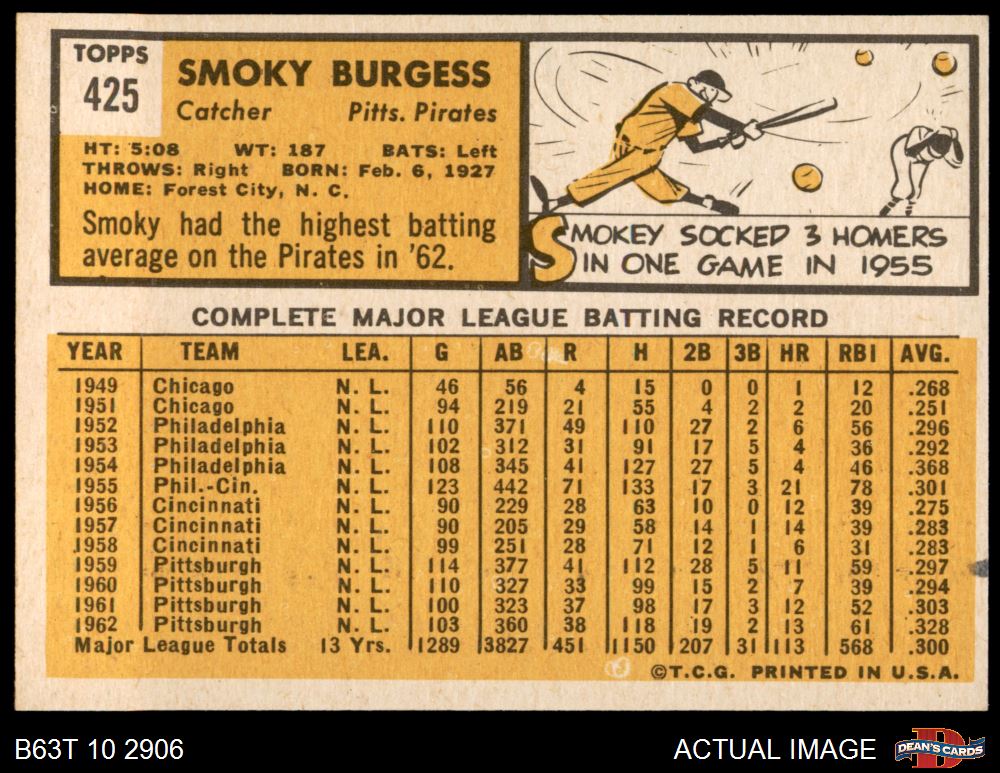 TOPPS
425
SMOKY BURGESS
Catcher Pitts. Pirates
HT: 5:08 WT: 187 BATS: Left
THROWS: Right BORN: Feb. 6, 1927
HOME: Forest City, N. C.
Smoky had the highest batting
average on the Pirates in '62.
SMOKEY SOCKED 3 HOMERS
IN ONE GAME IN 1955
COMPLETE MAJOR LEAGUE BATTING RECORD
YEAR TEAM LEA. G AB R H 2B 3B HR RBI AVG.
1949 Chicago N. L. 46 56 4 15 0 0 1 12 .268
1951 Chicago N. L. 94 219 21 55 4 2 2 20 .251
1952 Philadelphia N. L. 110 371 49 110 27 2 6 56 .296
1953 Philadelphia N. L. 102 312 31 91 17 5 4 36 .292
1954 Philadelphia N. L. 108 345 41 127 27 5 4 46 .368
1955 Phil.-Cin. N. L. 123 442 71 133 17 3 21 78 .301
1956 Cincinnati N. L. 90 229 28 63 10 0 12 39 .275
1957 Cincinnati N. L. 90 205 29 58 14 1 14 39 .283
1958 Cincinnati N. L. 99 251 28 71 12 1 6 31 .283
1959 Pittsburgh N. L. 114 377 41 112 28 5 11 59 .297
1960 Pittsburgh N. L. 110 327 33 99 15 2 7 39 .294
1961 Pittsburgh N. L. 100 323 37 98 17 3 12 52 .303
1962 Pittsburgh N. L. 103 360 38 118 19 2 13 61 .328
Major League Totals 13 Yrs. 1289 3827 451 1150 207 31 113 568 .300
©T.C.G. PRINTED IN U.S.A.
B63T 10 2906 ACTUAL IMAGE D DEAN'S CARDS